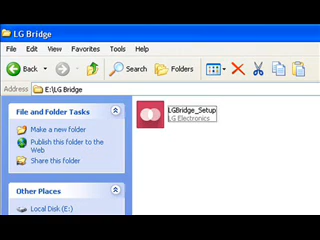 LG Bridge
File Edit View Favorites Tools Help
Back Search Folders
Address E:\LG Bridge
File and Folder Tasks
Make a new folder
Publish this folder to the
Web
Share this folder
Other Places
Local Disk (E:)
LGBridge_Setup
LG Electronics